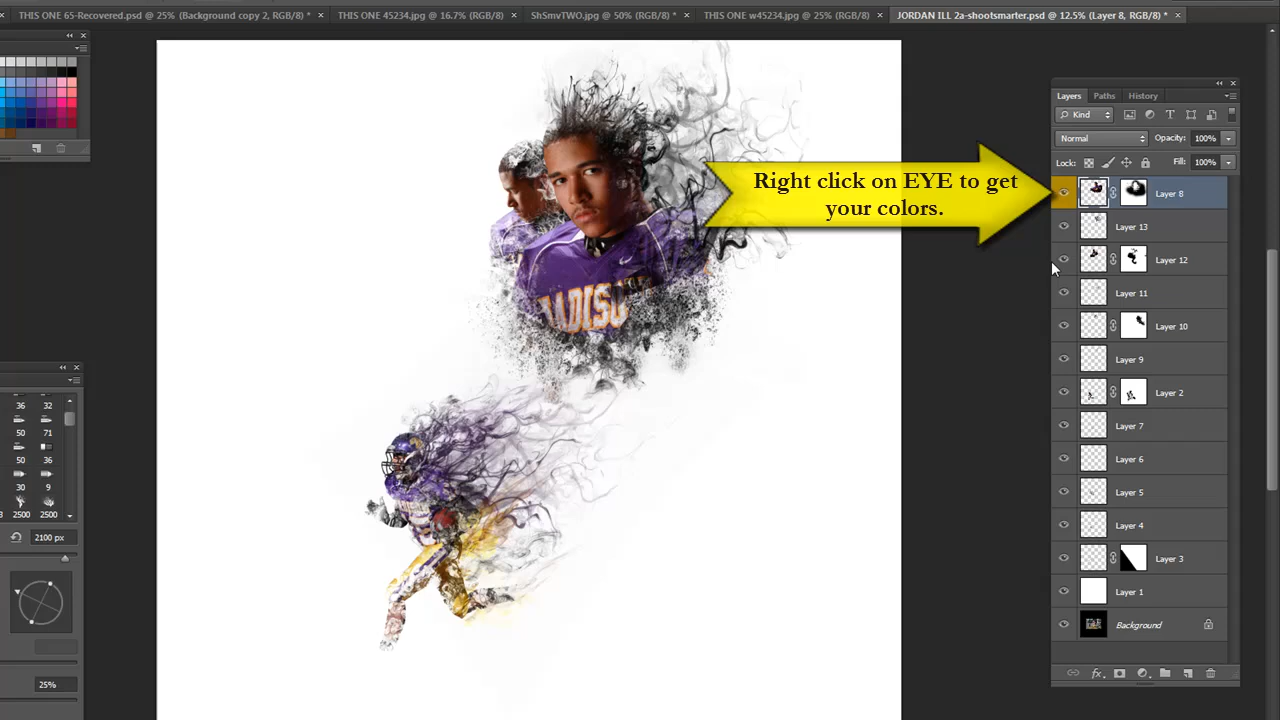 THIS ONE 65-Recovered.psd @ 25% (Background copy 2, RGB/8) * ×
THIS ONE 45234.jpg @ 16.7% (RGB/8) ×
ShSmvTWO.jpg @ 50% (RGB/8) * ×
THIS ONE w45234.jpg @ 25% (RGB/8) ×
JORDAN ILL 2a-shootsmarter.psd @ 12.5% (Layer 8, RGB/8) * ×
Layers Paths History
Kind
Normal Opacity: 100%
Lock: Fill: 100%
Right click on EYE to get
your colors.
Layer 8
Layer 13
Layer 12
Layer 11
Layer 10
Layer 9
Layer 2
Layer 7
Layer 6
Layer 5
Layer 4
Layer 3
Layer 1
Background
fx
ADISO
36 32
50 71
50 36
30 9
2500 2500
2100 px
25%